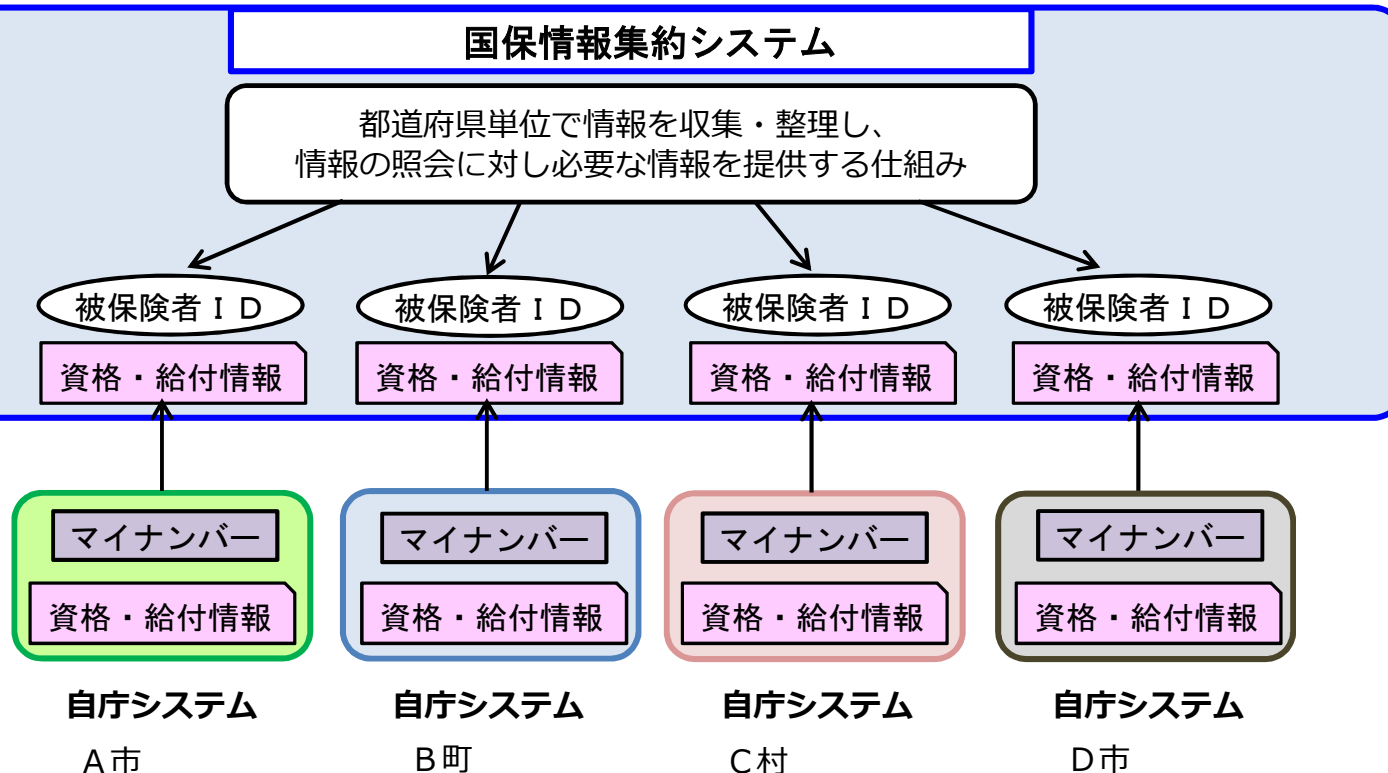 国保情報集約システム
都道府県単位で情報を収集・整理し、
情報の照会に対し必要な情報を提供する仕組み
被保険者ＩＤ
被保険者ＩＤ
被保険者ＩＤ
被保険者ＩＤ
資格・給付情報
資格・給付情報
資格・給付情報
資格・給付情報
マイナンバー
マイナンバー
マイナンバー
マイナンバー
資格・給付情報
資格・給付情報
資格・給付情報
資格・給付情報
自庁システム
自庁システム
自庁システム
自庁システム
Ａ市
Ｂ町
Ｃ村
Ｄ市